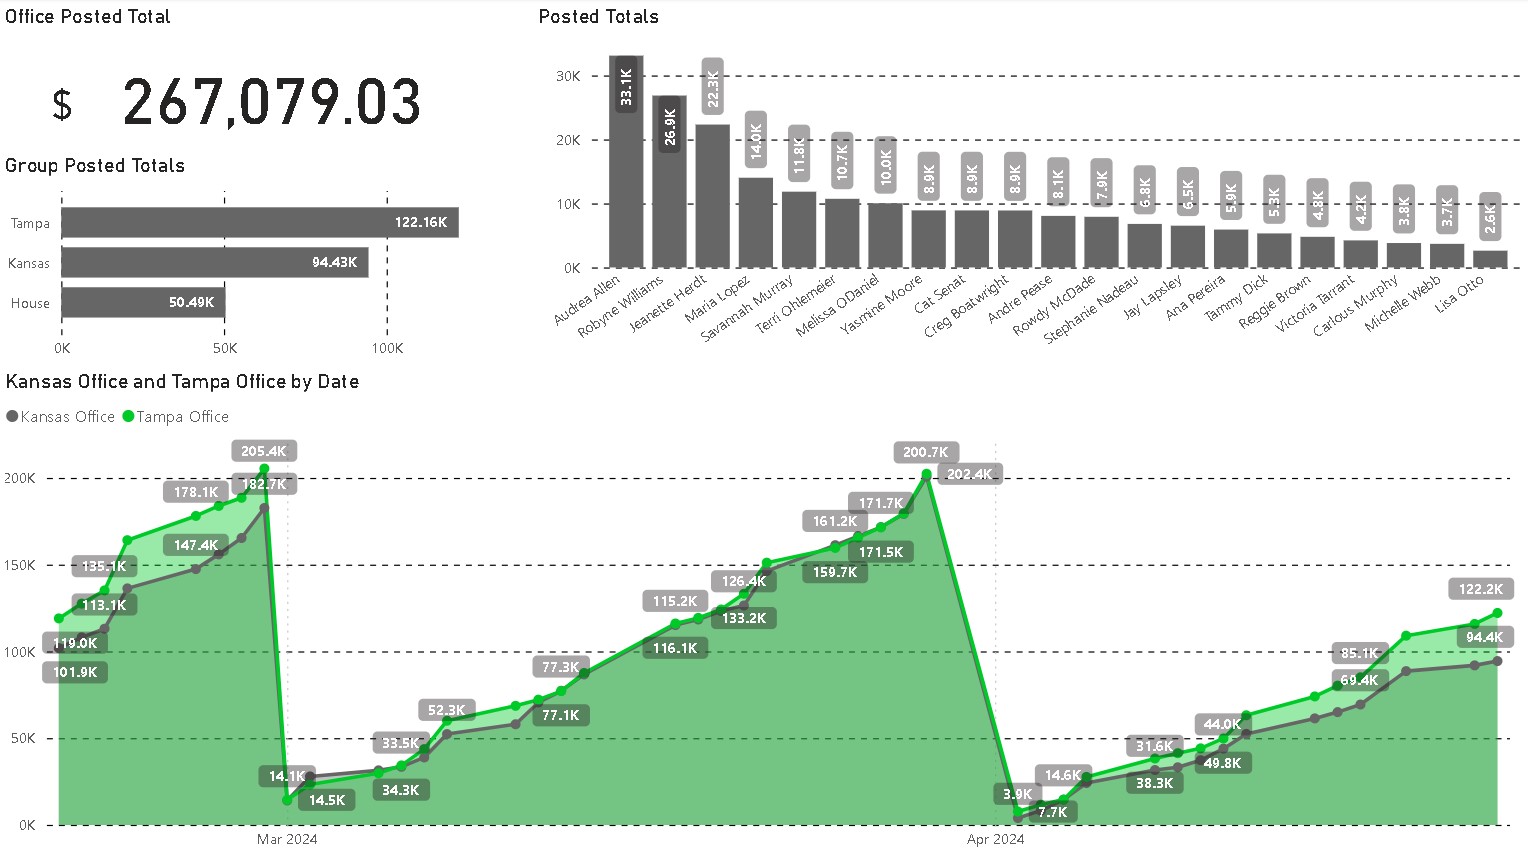 Office Posted Total
$ 267,079.03
Group Posted Totals
Tampa 122.16K
Kansas 94.43K
House 50.49K
0K 50K 100K
Posted Totals
30K
20K
10K
0K
33.1K 26.9K 22.3K 14.0K 11.8K 10.7K 10.0K 8.9K 8.9K 8.9K 8.1K 7.9K 6.8K 6.5K 5.9K 5.3K 4.8K 4.2K 3.8K 3.7K 2.6K
Audrea Allen
Robyne Williams
Jeanette Herdt
Maria Lopez
Savannah Murray
Terri Ohlemeier
Melissa ODaniel
Yasmine Moore
Cat Senat
Creg Boatwright
Andre Pease
Rowdy McDade
Stephanie Nadeau
Jay Lapsley
Ana Pereira
Tammy Dick
Reggie Brown
Victoria Tarrant
Carlous Murphy
Michelle Webb
Lisa Otto
Kansas Office and Tampa Office by Date
Kansas Office Tampa Office
200K
150K
100K
50K
0K
119.0K
101.9K
135.1K
113.1K
178.1K
147.4K
205.4K
182.7K
14.1K
14.5K
33.5K
34.3K
52.3K
77.3K
77.1K
115.2K
116.1K
126.4K
133.2K
161.2K
159.7K
171.7K
171.5K
200.7K
202.4K
3.9K
7.7K
14.6K
31.6K
38.3K
44.0K
49.8K
85.1K
69.4K
122.2K
94.4K
Mar 2024 Apr 2024